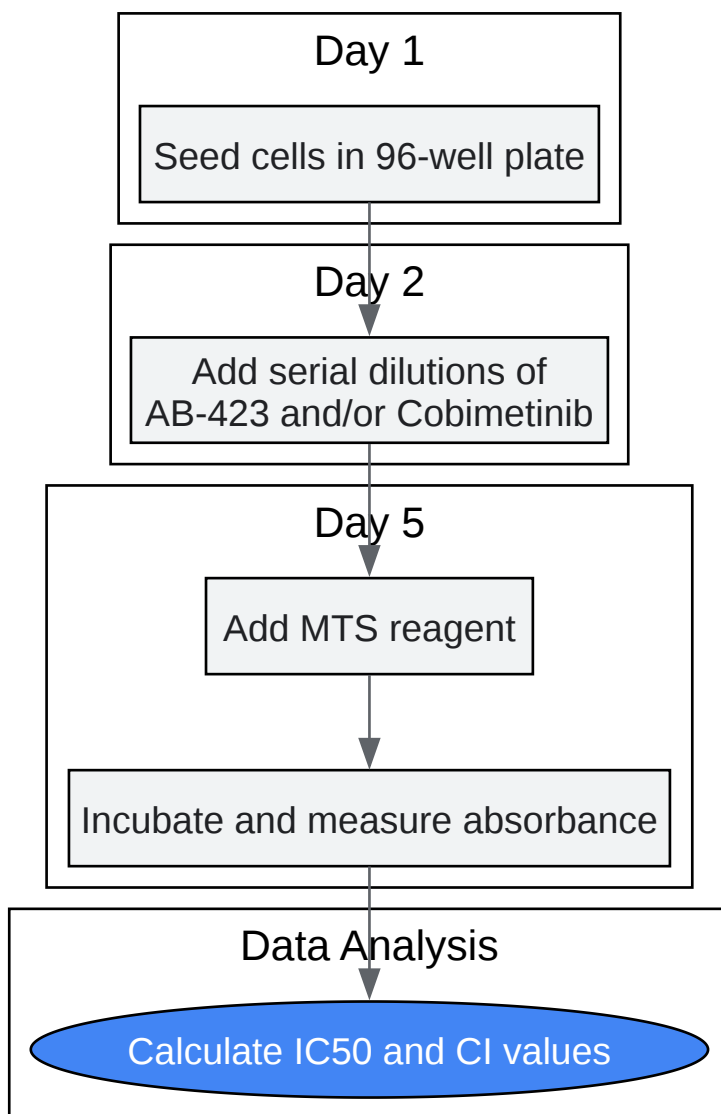 Day 1
Seed cells in 96-well plate
Day 2
Add serial dilutions of
AB-423 and/or Cobimetinib
Day 5
Add MTS reagent
Incubate and measure absorbance
Data Analysis
Calculate IC50 and CI values